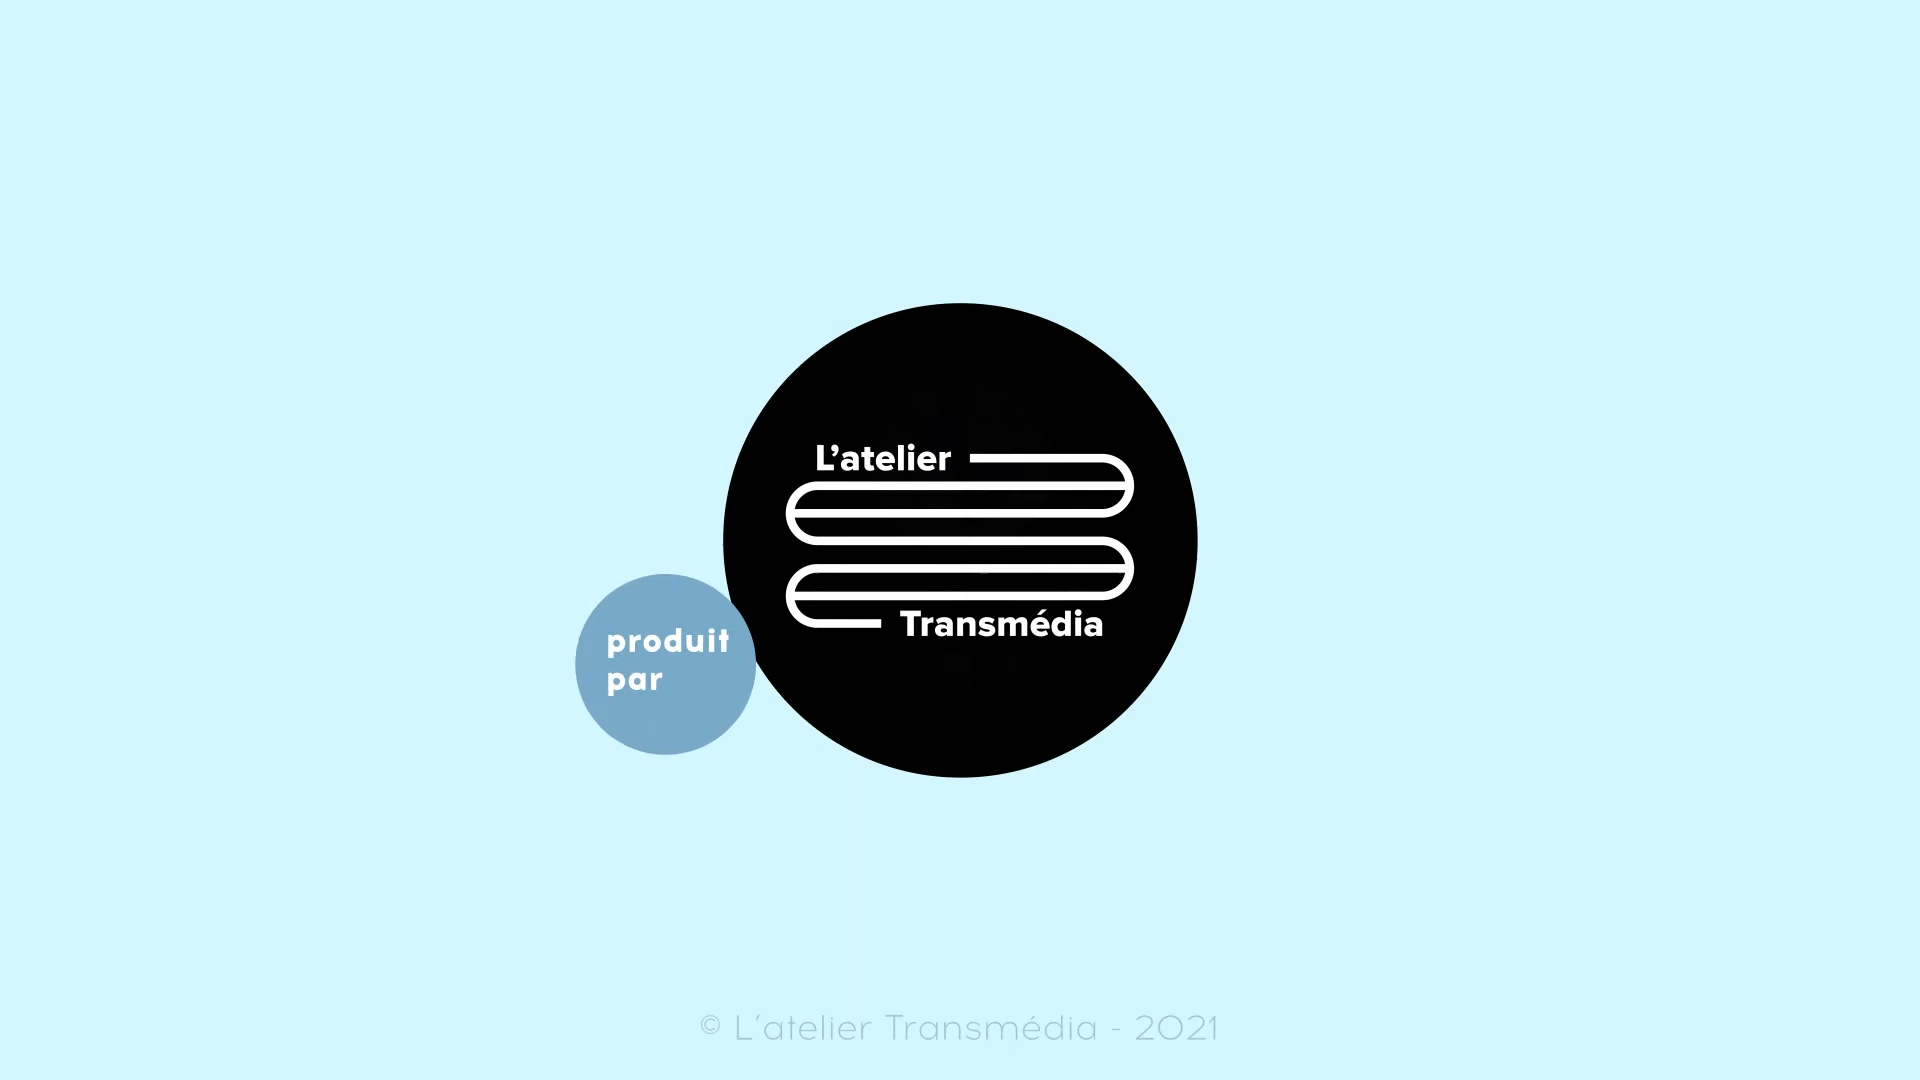 L’atelier
Transmédia
produit
par
© L’atelier Transmédia - 2021